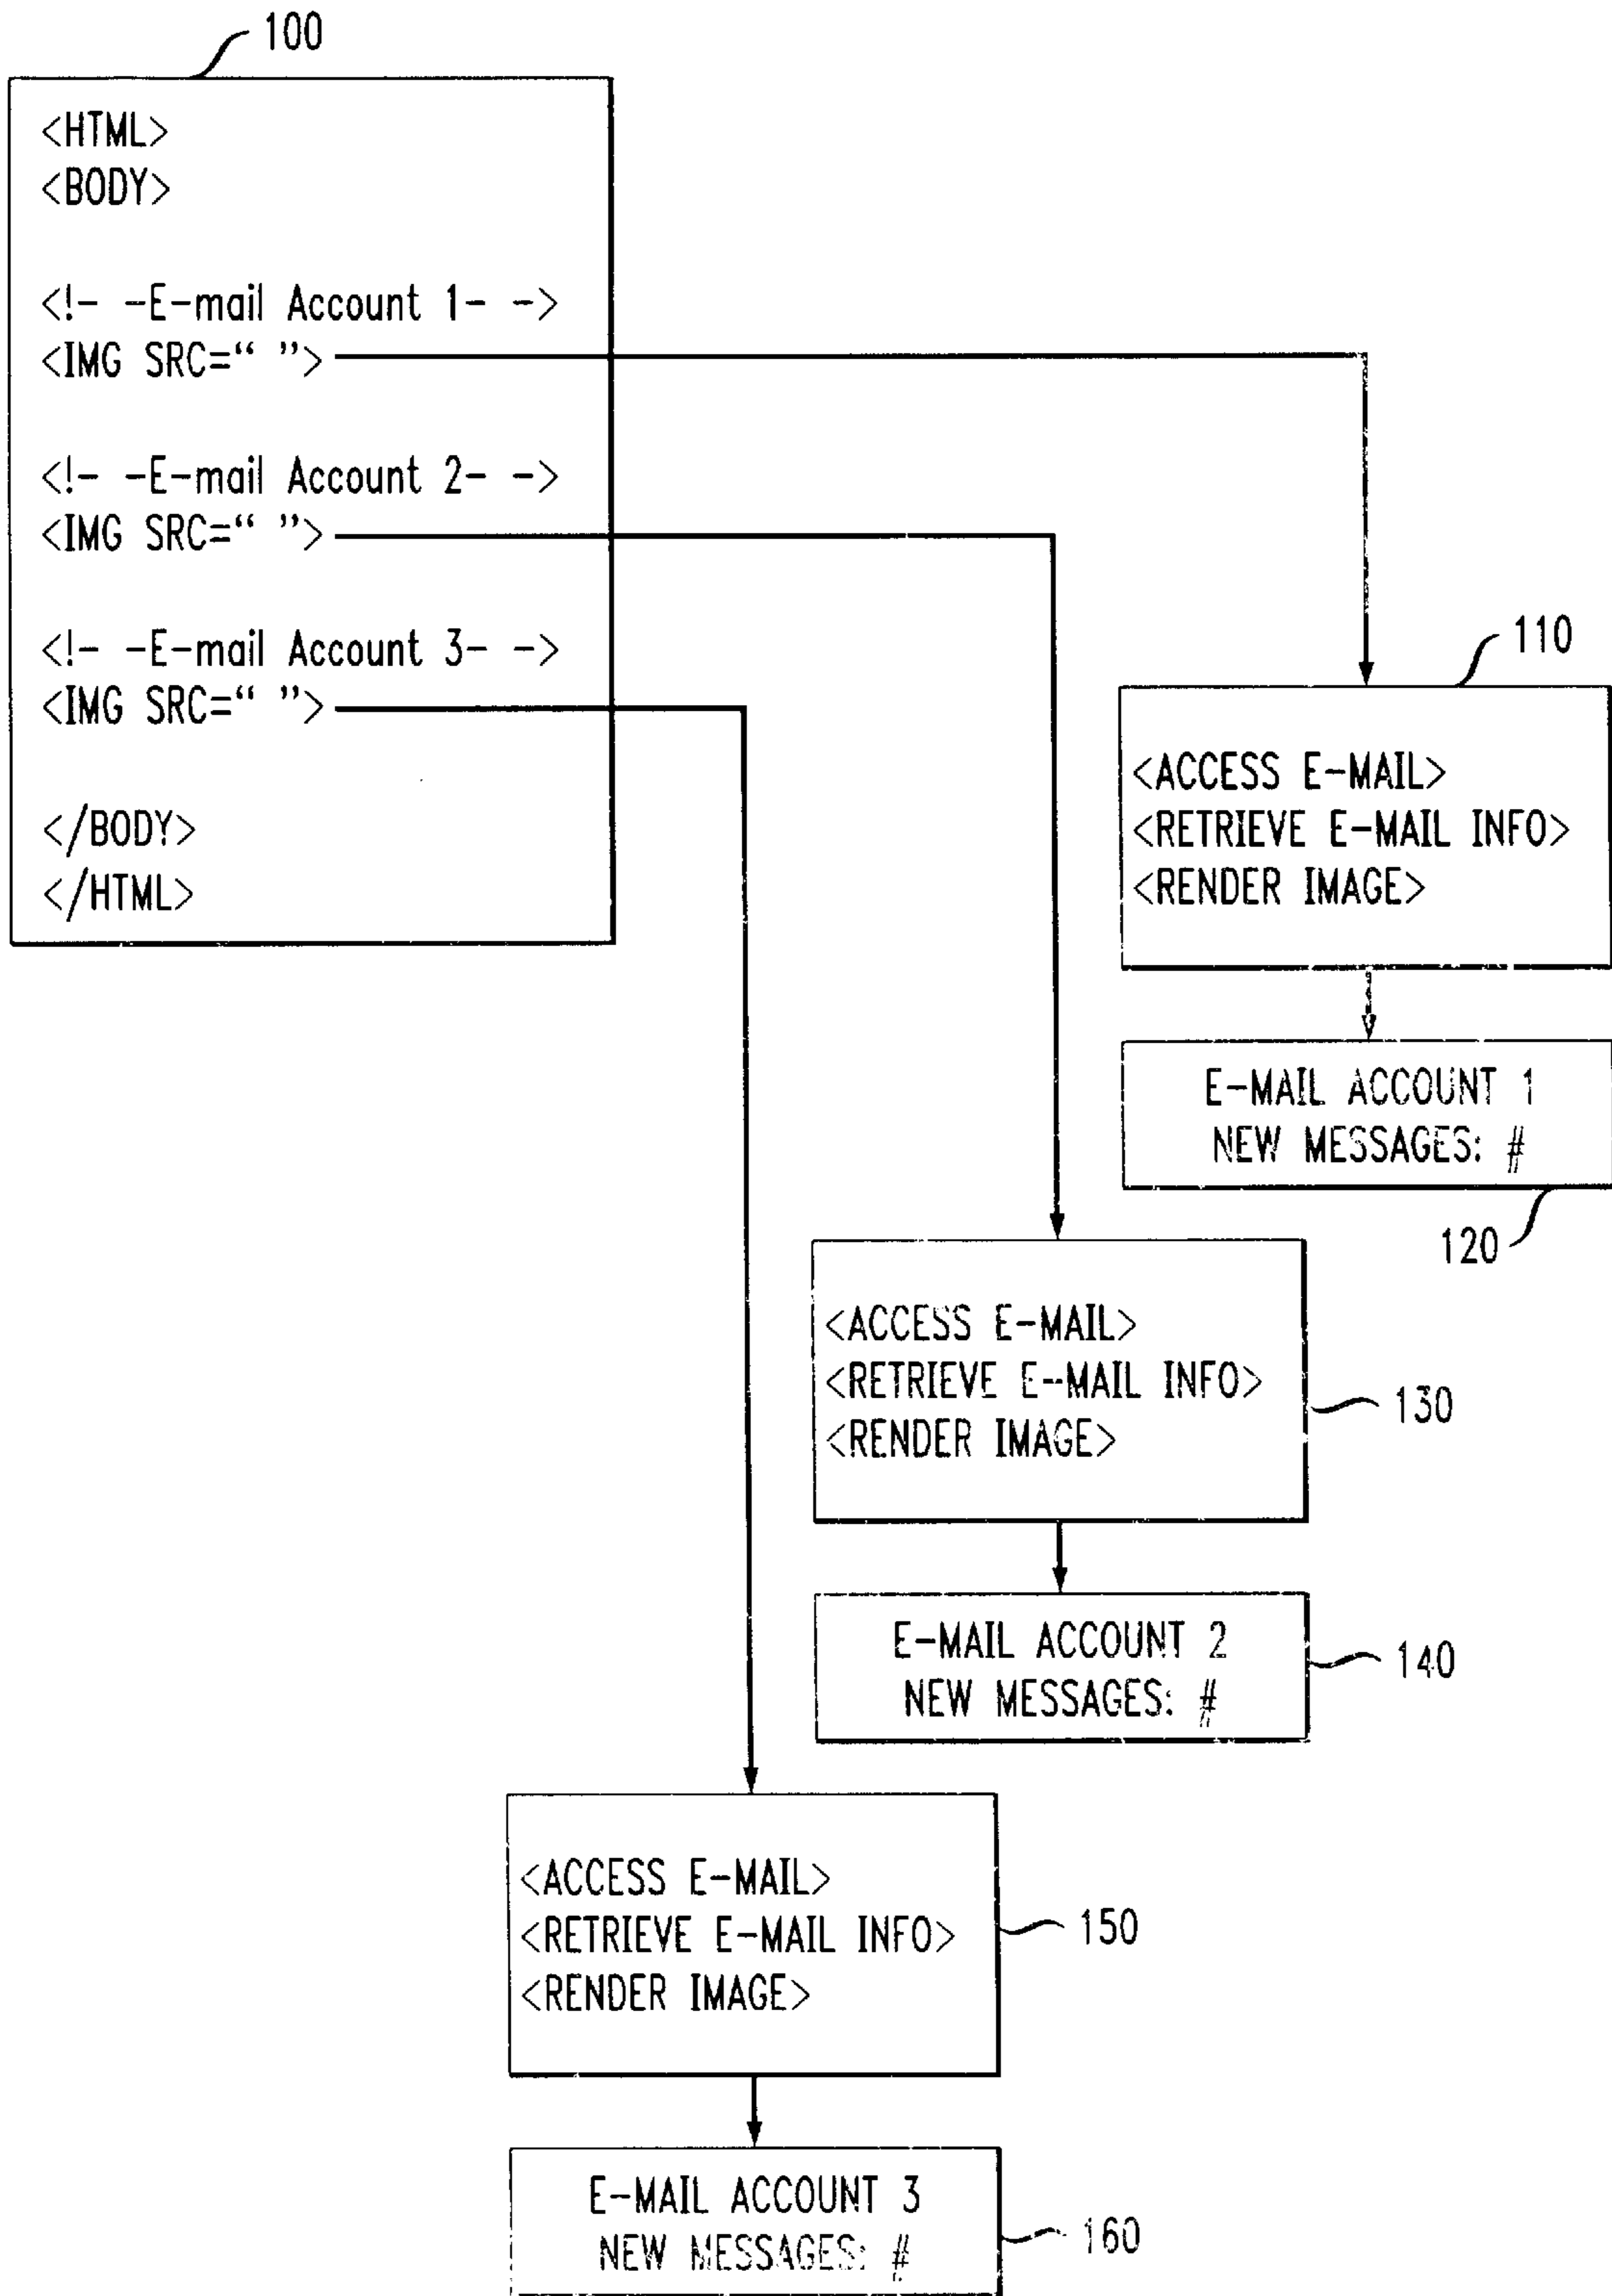 100
<HTML>
<BODY>
<!- -E-mail Account 1- ->
<IMG SRC=“ ”>
<!- -E-mail Account 2- ->
<IMG SRC=“ ”>
<!- -E-mail Account 3- ->
<IMG SRC=“ ”>
</BODY>
</HTML>
110
<ACCESS E-MAIL>
<RETRIEVE E-MAIL INFO>
<RENDER IMAGE>
E-MAIL ACCOUNT 1
NEW MESSAGES: #
120
<ACCESS E-MAIL>
<RETRIEVE E-MAIL INFO>
<RENDER IMAGE>
130
E-MAIL ACCOUNT 2
NEW MESSAGES: #
140
<ACCESS E-MAIL>
<RETRIEVE E-MAIL INFO>
<RENDER IMAGE>
150
E-MAIL ACCOUNT 3
NEW MESSAGES: #
160